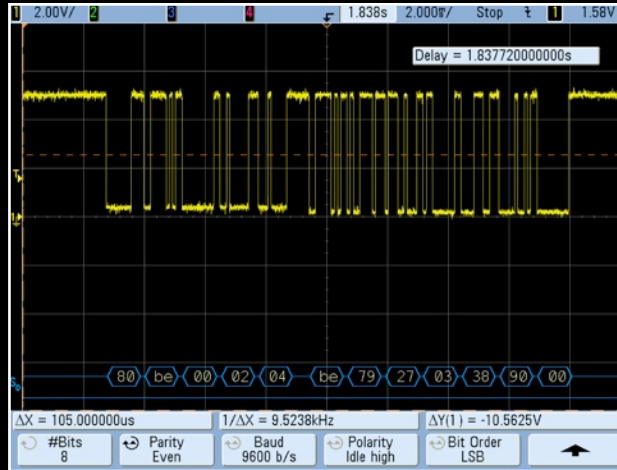 1 2.00V/ 2 3 4 1.838s 2.000m/ Stop 1 1.58V
Delay = 1.837720000000s
T
80 be 00 02 04 be 79 27 03 38 90 00
ΔX = 105.000000us 1/ΔX = 9.5238kHz ΔY(1) = -10.5625V
#Bits Parity Baud Polarity Bit Order
8 Even 9600 b/s Idle high LSB